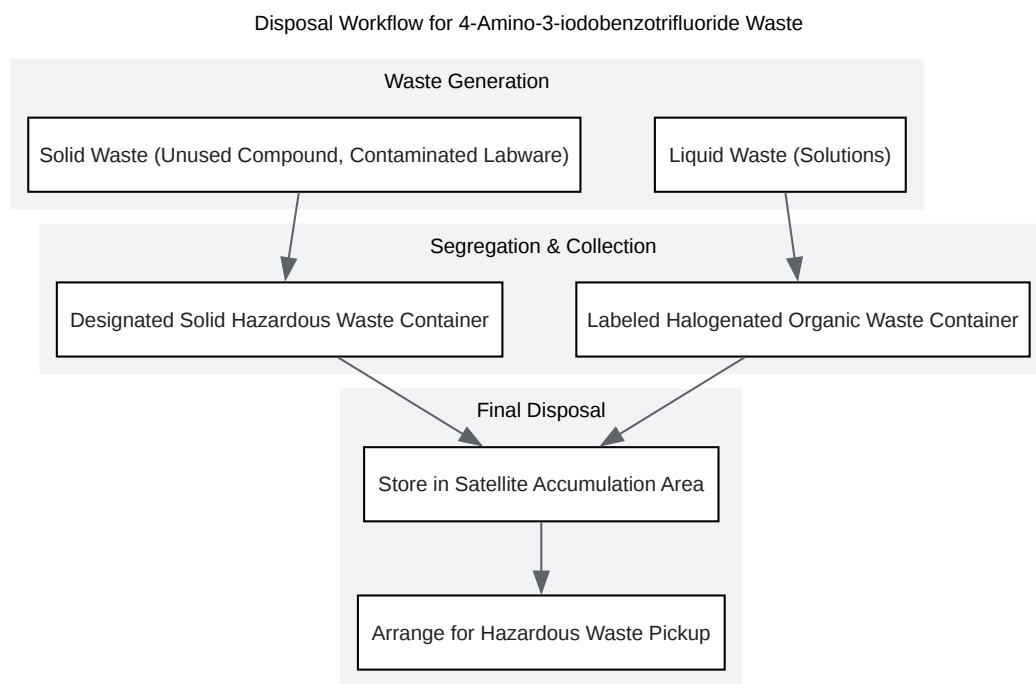 Disposal Workflow for 4-Amino-3-iodobenzotrifluoride Waste
Waste Generation
Solid Waste (Unused Compound, Contaminated Labware)
Liquid Waste (Solutions)
Segregation & Collection
Designated Solid Hazardous Waste Container
Labeled Halogenated Organic Waste Container
Final Disposal
Store in Satellite Accumulation Area
Arrange for Hazardous Waste Pickup